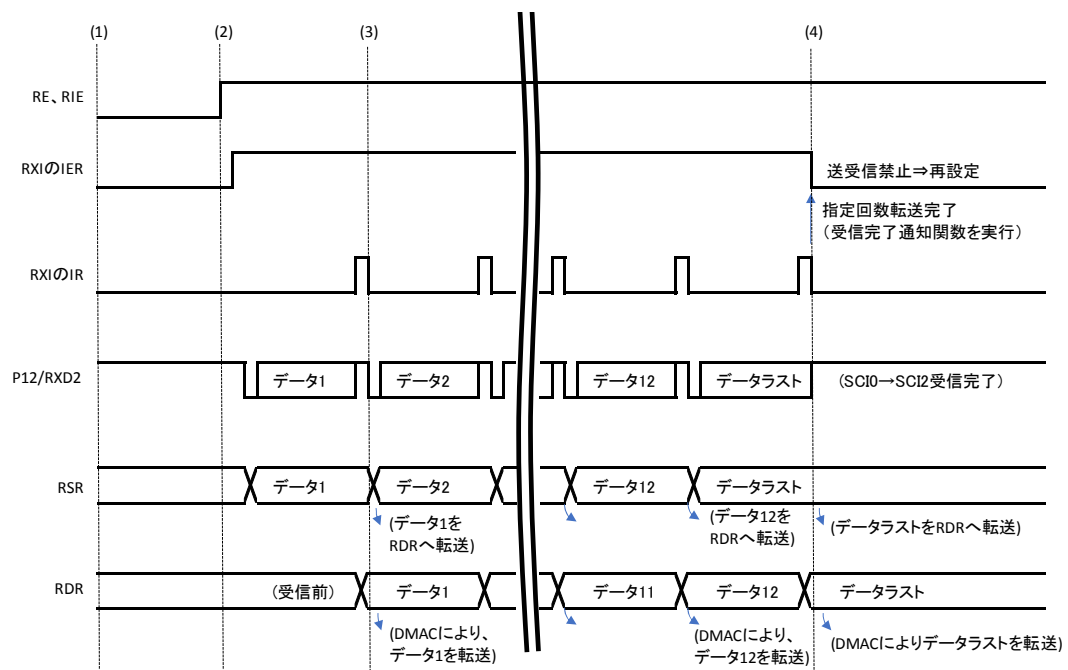 (1)
(2)
(3)
(4)
RE、RIE
RXIのIER
送受信禁止⇒再設定
指定回数転送完了
（受信完了通知関数を実行）
RXIのIR
P12/RXD2
データ1
データ2
データ12
データラスト
(SCI0→SCI2受信完了)
RSR
データ1
データ2
データ12
データラスト
(データ1を
RDRへ転送)
(データ12を
RDRへ転送)
(データラストをRDRへ転送)
RDR
(受信前)
データ1
データ11
データ12
データラスト
(DMACにより、
データ1を転送)
(DMACにより、
データ12を転送)
(DMACによりデータラストを転送)